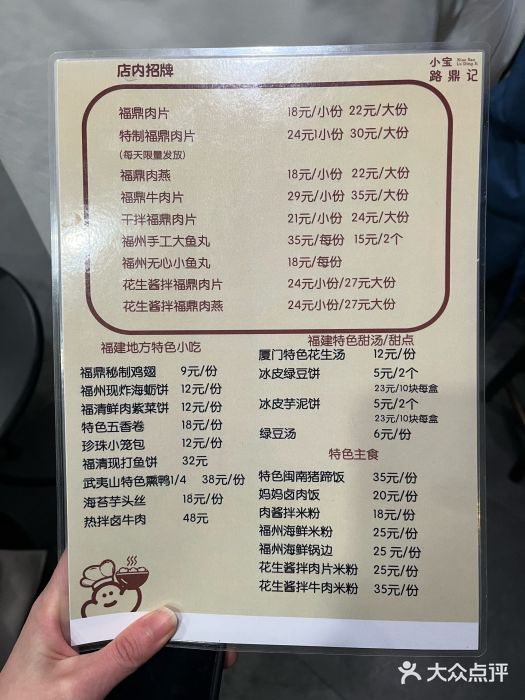 店内招牌
小宝
路鼎记
福鼎肉片 18元/小份 22元/大份
特制福鼎肉片 24元1小份 30元/大份
(每天限量发放)
福鼎肉燕 18元/小份 22元/大份
福鼎牛肉片 29元/小份 35元/大份
干拌福鼎肉片 21元/小份 24元/大份
福州手工大鱼丸 35元/每份 15元/2个
福州无心小鱼丸 18元/每份
花生酱拌福鼎肉片 24元小份/27元大份
花生酱拌福鼎肉燕 24元小份/27元大份
福建地方特色小吃
福鼎秘制鸡翅 9元/份
福州现炸海蛎饼 12元/份
福清鲜肉紫菜饼 12元/份
特色五香卷 18元/份
珍珠小笼包 12元/份
福清现打鱼饼 32元
武夷山特色熏鸭1/4 38元/份
海苔芋头丝 18元/份
热拌卤牛肉 48元
福建特色甜汤/甜点
厦门特色花生汤 12元/份
冰皮绿豆饼 5元/2个
23元/10块每盒
冰皮芋泥饼 5元/2个
23元/10块每盒
绿豆汤 6元/份
特色主食
特色闽南猪蹄饭 35元/份
妈妈卤肉饭 20元/份
肉酱拌米粉 18元/份
福州海鲜米粉 25元/份
福州海鲜锅边 25元/份
花生酱拌肉片米粉 25元/份
花生酱拌牛肉米粉 35元/份
大众点评